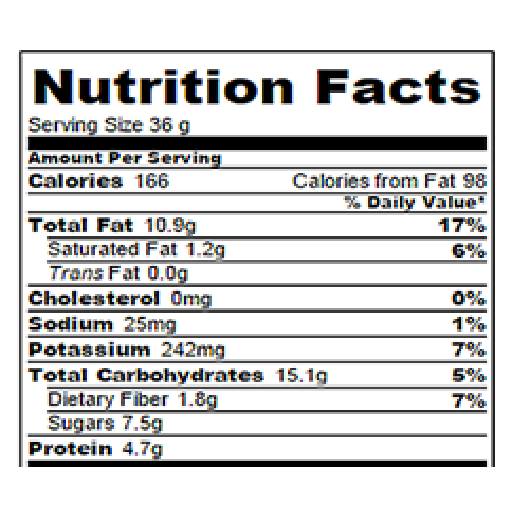 Nutrition Facts
Serving Size 36 g
Amount Per Serving
Calories 166 Calories from Fat 98
% Daily Value*
Total Fat 10.9g 17%
Saturated Fat 1.2g 6%
Trans Fat 0.0g
Cholesterol 0mg 0%
Sodium 25mg 1%
Potassium 242mg 7%
Total Carbohydrates 15.1g 5%
Dietary Fiber 1.8g 7%
Sugars 7.5g
Protein 4.7g